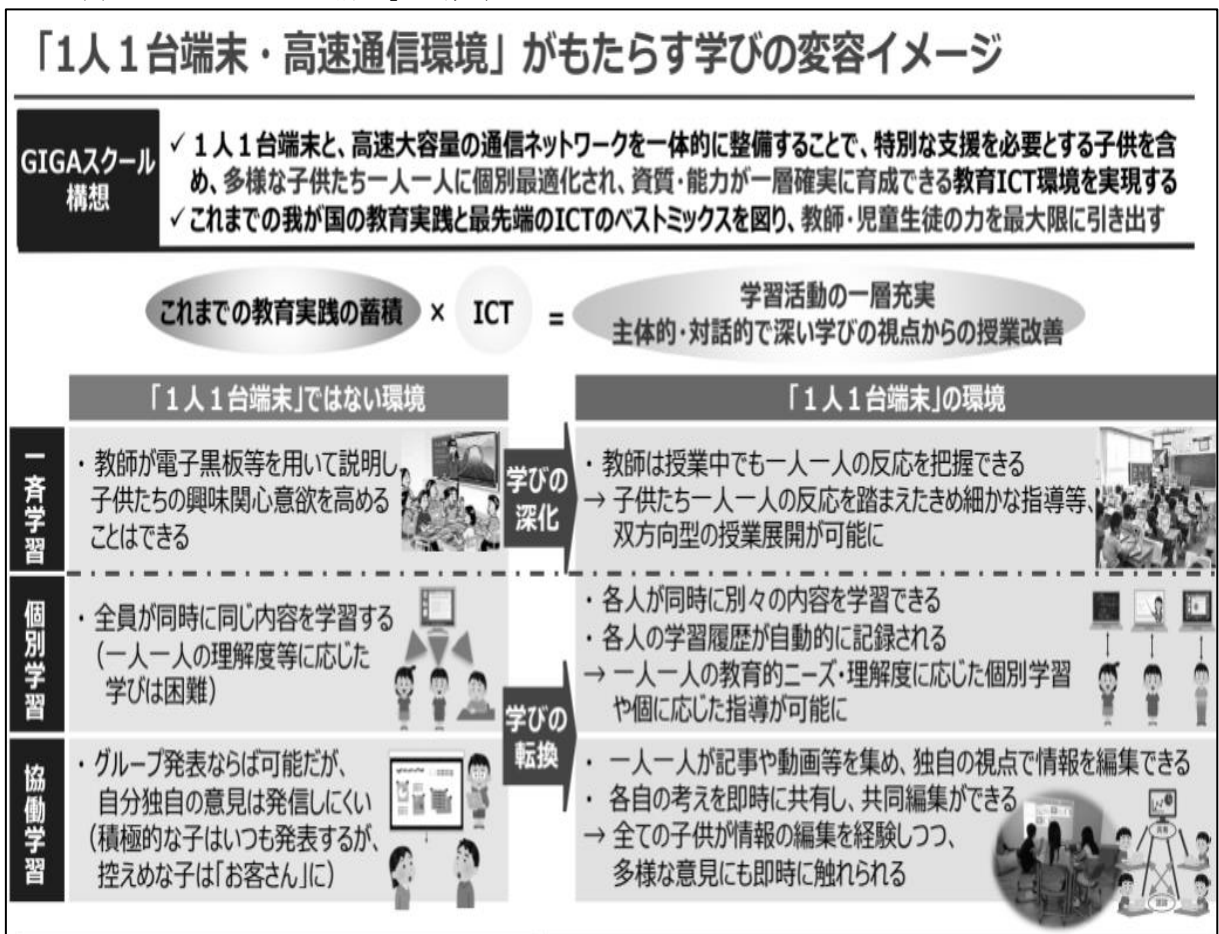 「1人1台端末・高速通信環境」がもたらす学びの変容イメージ
GIGAスクール
構想
✓ 1人1台端末と、高速大容量の通信ネットワークを一体的に整備することで、特別な支援を必要とする子供を含
め、多様な子供たち一人一人に個別最適化され、資質・能力が一層確実に育成できる教育ICT環境を実現する
✓ これまでの我が国の教育実践と最先端のICTのベストミックスを図り、教師・児童生徒の力を最大限に引き出す
これまでの教育実践の蓄積 × ICT =
学習活動の一層充実
主体的・対話的で深い学びの視点からの授業改善
「1人1台端末」ではない環境
「1人1台端末」の環境
一斉学習
・教師が電子黒板等を用いて説明し、
子供たちの興味関心意欲を高める
ことはできる
学びの
深化
・教師は授業中でも一人一人の反応を把握できる
→ 子供たち一人一人の反応を踏まえたきめ細かな指導等、
双方向型の授業展開が可能に
個別学習
・全員が同時に同じ内容を学習する
(一人一人の理解度等に応じた
学びは困難)
学びの
転換
・各人が同時に別々の内容を学習できる
・各人の学習履歴が自動的に記録される
→ 一人一人の教育的ニーズ・理解度に応じた個別学習
や個に応じた指導が可能に
協働学習
・グループ発表ならば可能だが、
自分独自の意見は発信しにくい
(積極的な子はいつも発表するが、
控えめな子は「お客さん」に)
・一人一人が記事や動画等を集め、独自の視点で情報を編集できる
・各自の考えを即時に共有し、共同編集ができる
→ 全ての子供が情報の編集を経験しつつ、
多様な意見にも即時に触れられる